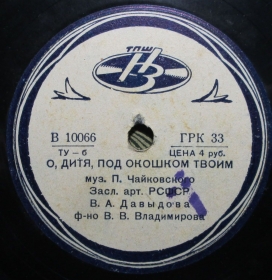 ТПШ
НЗ
В 10066 ГРК 33
ТУ-6 ЦЕНА 4 руб.
О, ДИТЯ, ПОД ОКОШКОМ ТВОИМ
муз. П. Чайковского
Засл. арт. РСФСР
В. А. Давыдова
ф-но В. В. Владимирова